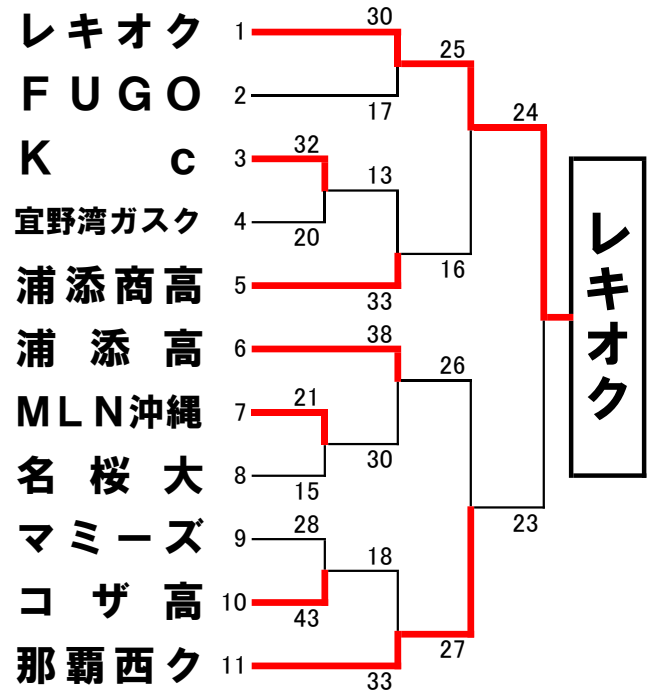 レキオク 1
FUGO 2
K c 3
宜野湾ガスク 4
浦添商高 5
浦添高 6
MLN沖縄 7
名桜大 8
マミーズ 9
コザ高 10
那覇西ク 11
30
17
32
20
13
33
25
16
38
21
15
30
26
28
43
18
33
27
24
23
レキオク